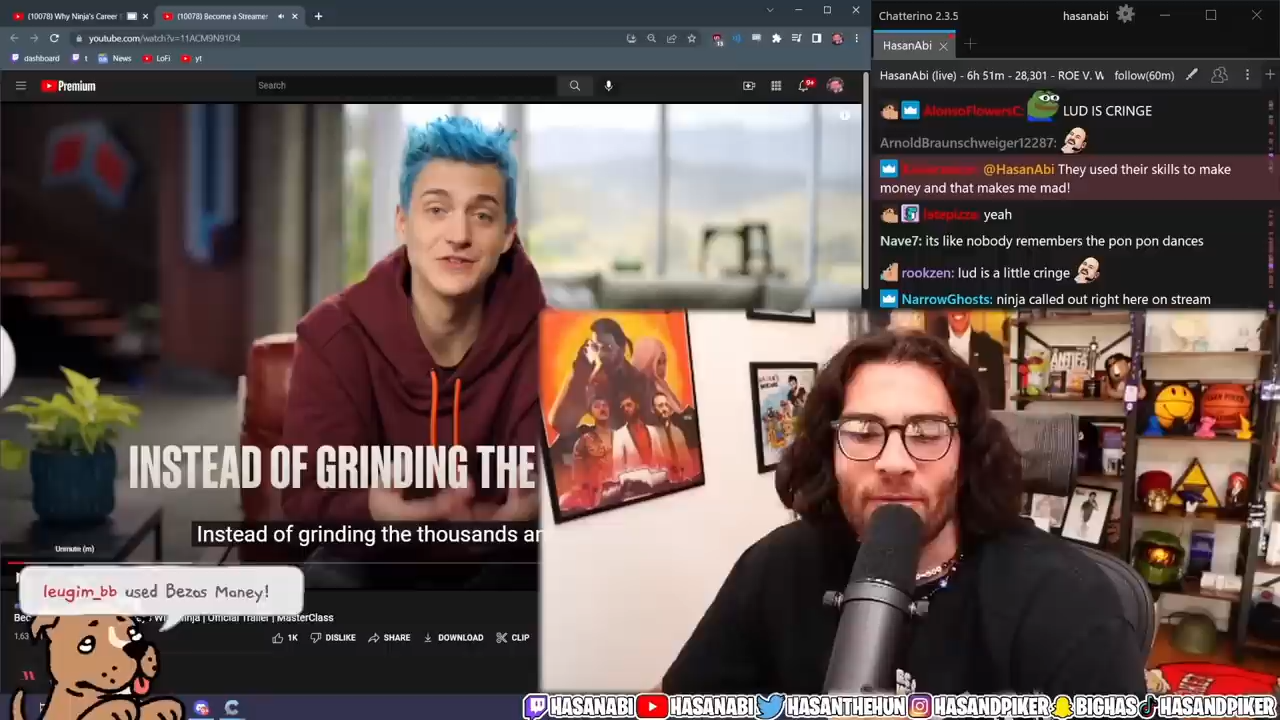 (10078) Why Ninja's Career
(10078) Become a Streamer
youtube.com/watch?v=11ACM9N91O4
dashboard
t
News
LoFi
yt
Premium
Search
9+
INSTEAD OF GRINDING THE
Instead of grinding the thousands an
Unmute (m)
leugim_bb used Bezos Money!
Ninja | Official Trailer | MasterClass
1K
DISLIKE
SHARE
DOWNLOAD
CLIP
Chatterino 2.3.5
hasanabi
HasanAbi
HasanAbi (live) - 6h 51m - 28,301 - ROE V. W
follow(60m)
AlonsoFlowersC: LUD IS CRINGE
ArnoldBraunschweiger12287:
@HasanAbi They used their skills to make
money and that makes me mad!
latepizza: yeah
Nave7: its like nobody remembers the pon pon dances
rookzen: lud is a little cringe
NarrowGhosts: ninja called out right here on stream
ANTIFA
HASANABI
HASANABI
HASANTHEHUN
HASANDPIKER
BIGHAS
HASANDPIKER